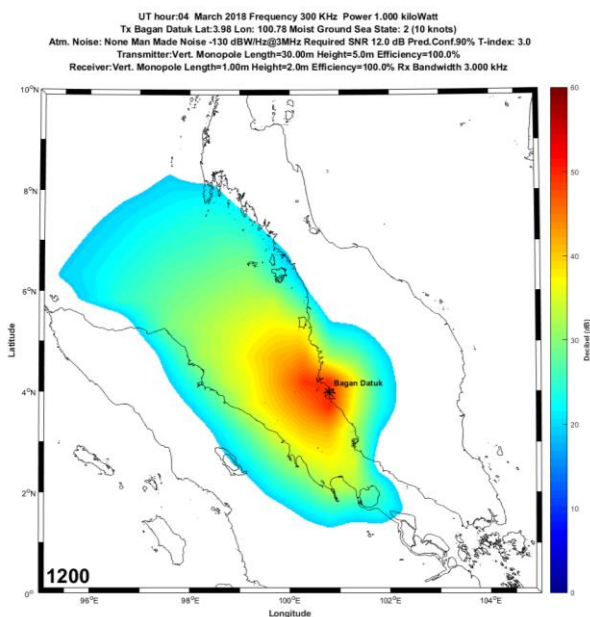 UT hour:04 March 2018 Frequency 300 KHz Power 1.000 kiloWatt
Tx Bagan Datuk Lat:3.98 Lon: 100.78 Moist Ground Sea State: 2 (10 knots)
Atm. Noise: None Man Made Noise -130 dBW/Hz@3MHz Required SNR 12.0 dB Pred.Conf.90% T-index: 3.0
Transmitter:Vert. Monopole Length=30.00m Height=5.0m Efficiency=100.0%
Receiver:Vert. Monopole Length=1.00m Height=2.0m Efficiency=100.0% Rx Bandwidth 3.000 kHz
10°N
8°N
6°N
4°N
2°N
0°
Latitude
Bagan Datuk
1200
96°E 98°E 100°E 102°E 104°E
Longitude
60
50
40
30
20
10
0
Decibel (dB)